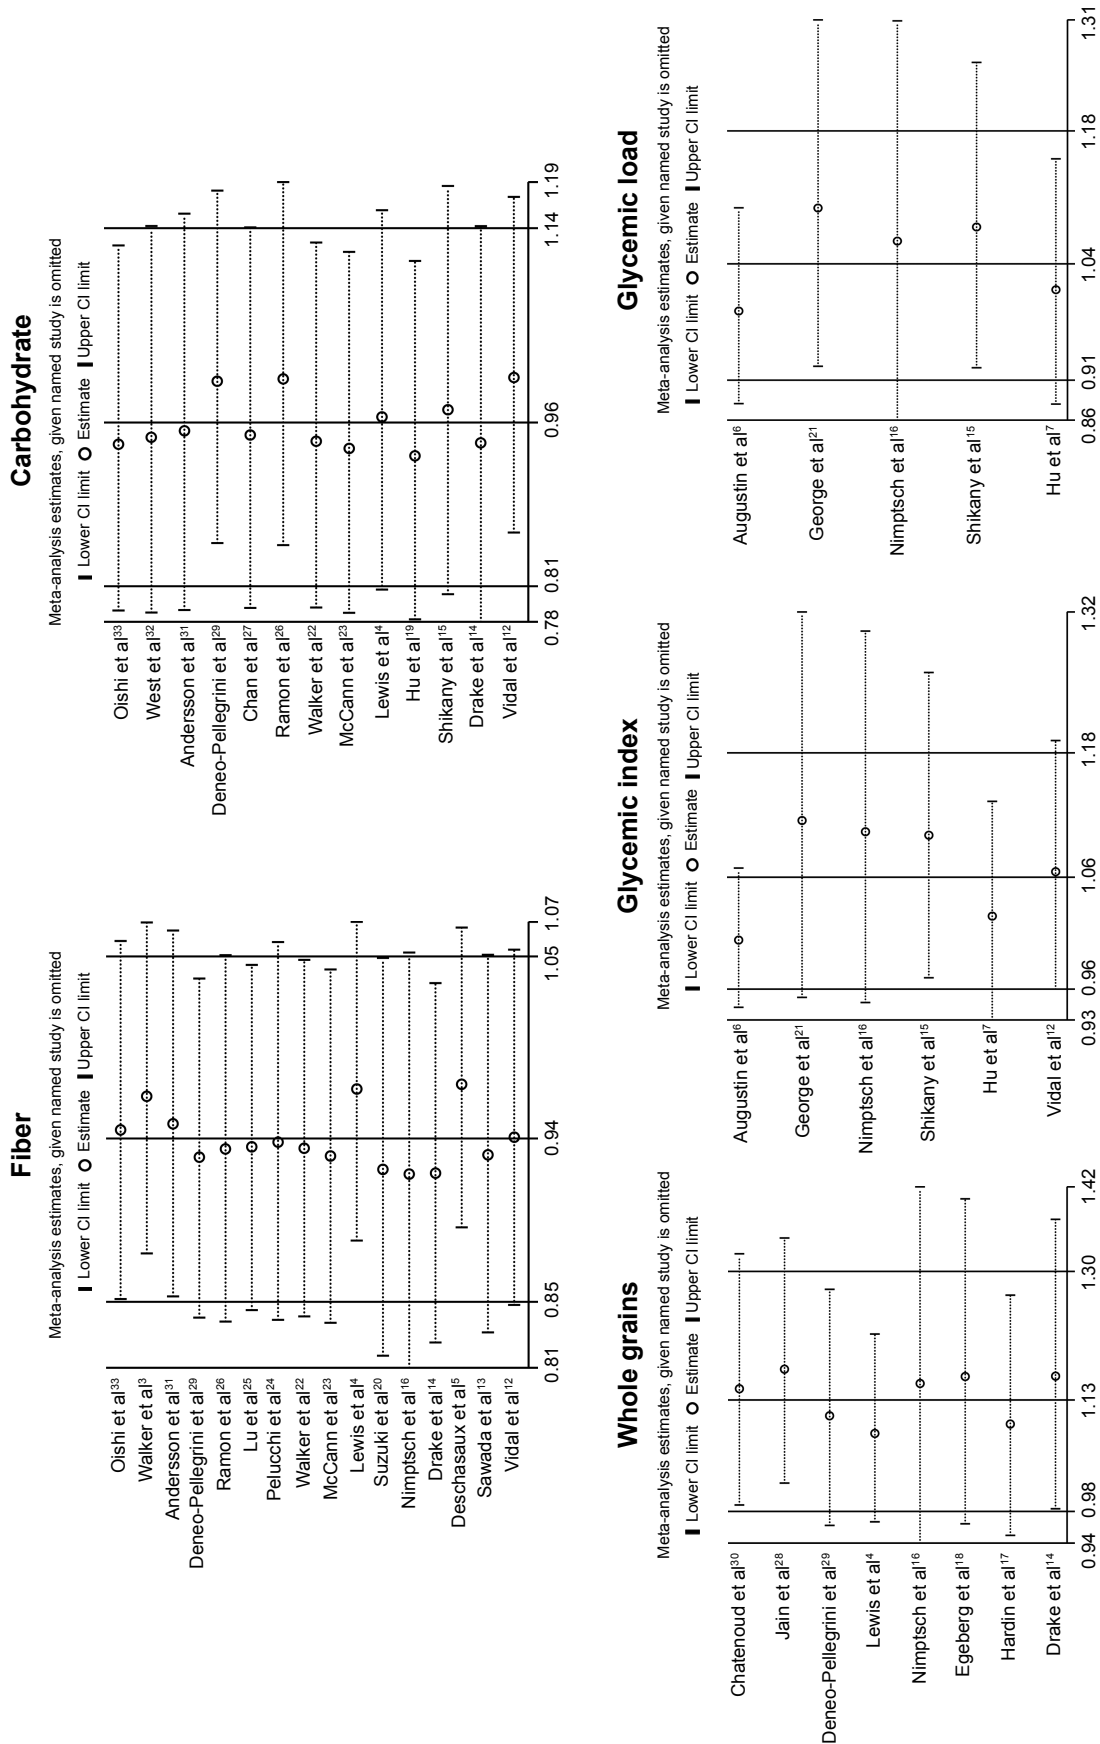 Fiber
Meta-analysis estimates, given named study is omitted
Lower CI limit Estimate Upper CI limit
Oishi et al33
Walker et al3
Andersson et al31
Deneo-Pellegrini et al29
Ramon et al26
Lu et al25
Pelucchi et al24
Walker et al22
McCann et al23
Lewis et al4
Suzuki et al20
Nimptsch et al16
Drake et al14
Deschasaux et al5
Sawada et al13
Vidal et al12
0.81 0.85 0.94 1.05 1.07
Carbohydrate
Meta-analysis estimates, given named study is omitted
Lower CI limit Estimate Upper CI limit
Oishi et al33
West et al32
Andersson et al31
Deneo-Pellegrini et al29
Chan et al27
Ramon et al26
Walker et al22
McCann et al23
Lewis et al4
Hu et al19
Shikany et al15
Drake et al14
Vidal et al12
0.78 0.81 0.96 1.14 1.19
Whole grains
Meta-analysis estimates, given named study is omitted
Lower CI limit Estimate Upper CI limit
Chatenoud et al30
Jain et al28
Deneo-Pellegrini et al29
Lewis et al4
Nimptsch et al16
Egeberg et al18
Hardin et al17
Drake et al14
0.94 0.98 1.13 1.30 1.42
Glycemic index
Meta-analysis estimates, given named study is omitted
Lower CI limit Estimate Upper CI limit
Augustin et al6
George et al21
Nimptsch et al16
Shikany et al15
Hu et al7
Vidal et al12
0.93 0.96 1.06 1.18 1.32
Glycemic load
Meta-analysis estimates, given named study is omitted
Lower CI limit Estimate Upper CI limit
Augustin et al6
George et al21
Nimptsch et al16
Shikany et al15
Hu et al7
0.86 0.91 1.04 1.18 1.31